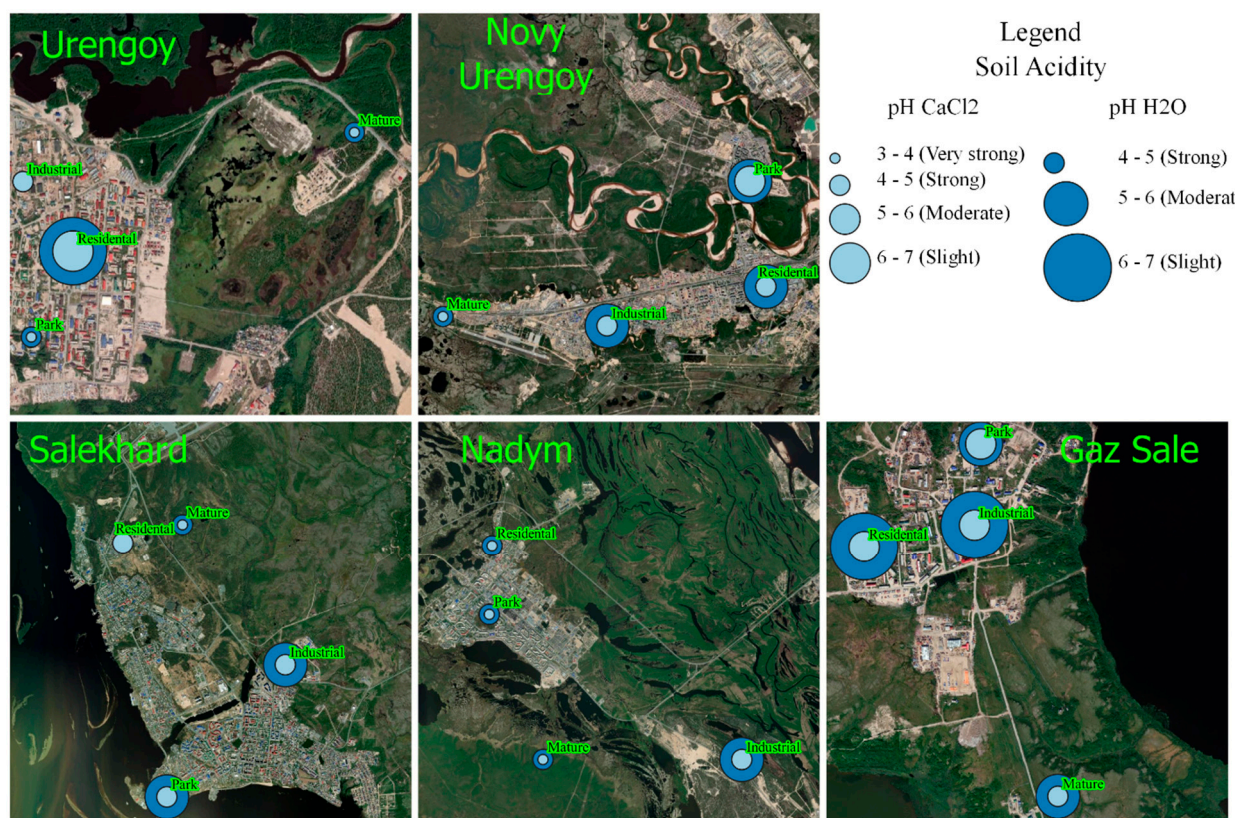 Urengoy
Mature
Industrial
Residental
Park
Novy
Urengoy
Park
Residental
Mature
Industrial
Legend
Soil Acidity
pH CaCl2
pH H2O
3 - 4 (Very strong)
4 - 5 (Strong)
5 - 6 (Moderate)
6 - 7 (Slight)
4 - 5 (Strong)
5 - 6 (Moderat
6 - 7 (Slight)
Salekhard
Mature
Residental
Industrial
Park
Nadym
Residental
Park
Mature
Industrial
Gaz Sale
Park
Industrial
Residental
Mature